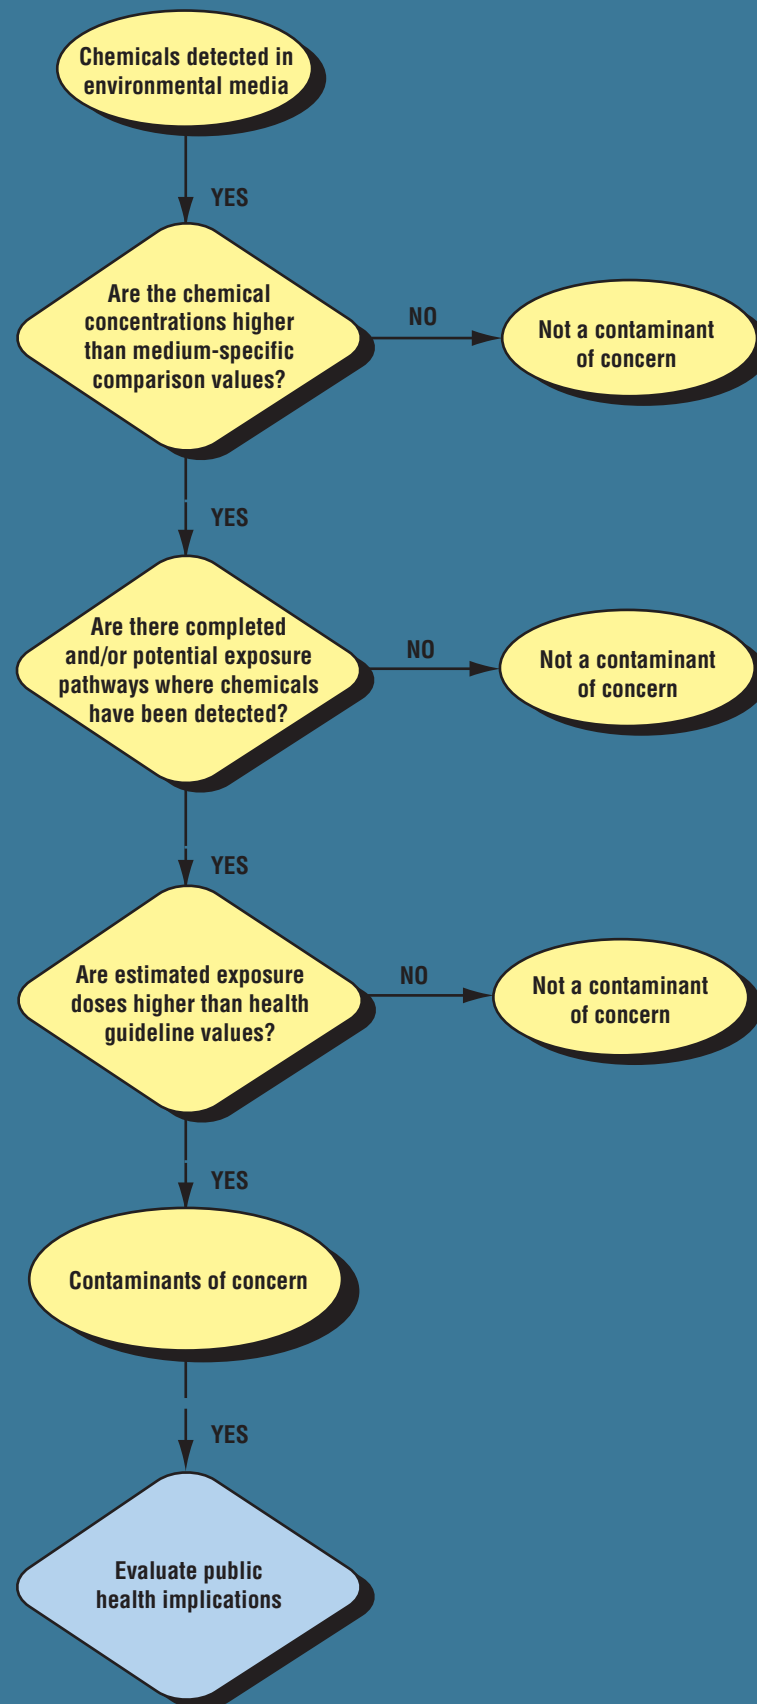 Chemicals detected in
environmental media
YES
Are the chemical
concentrations higher
than medium-specific
comparison values?
NO
Not a contaminant
of concern
YES
Are there completed
and/or potential exposure
pathways where chemicals
have been detected?
NO
Not a contaminant
of concern
YES
Are estimated exposure
doses higher than health
guideline values?
NO
Not a contaminant
of concern
YES
Contaminants of concern
YES
Evaluate public
health implications